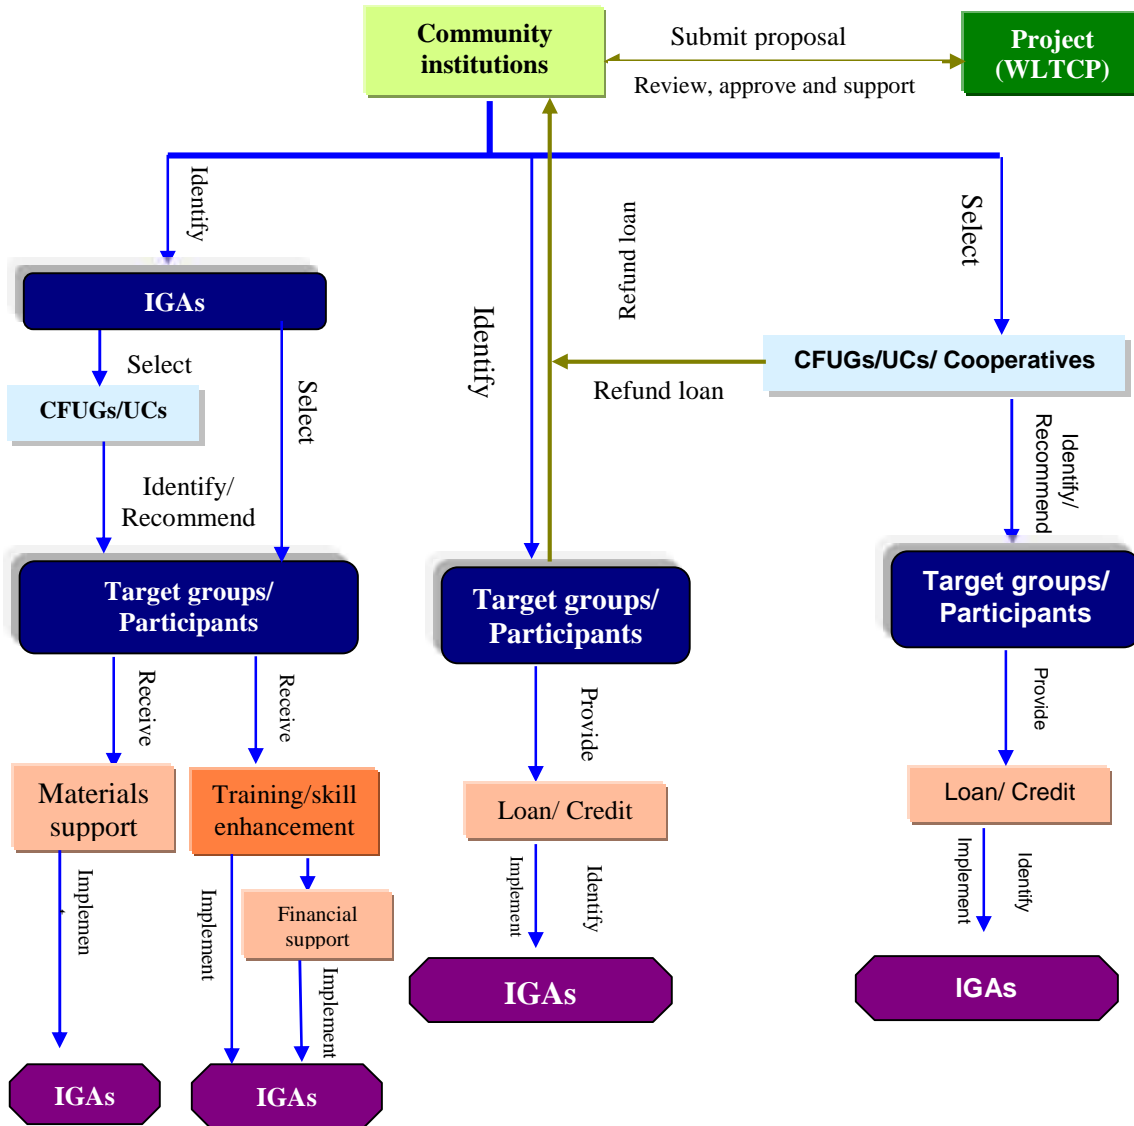 Community
institutions
Submit proposal
Review, approve and support
Project
(WLTCP)
Identify
Identify
Refund loan
Select
IGAs
Select
Select
CFUGs/UCs
Refund loan
CFUGs/UCs/ Cooperatives
Identify/
Recommend
Identify/
Recommend
Target groups/
Participants
Target groups/
Participants
Target groups/
Participants
Receive
Receive
Provide
Provide
Materials
support
Training/skill
enhancement
Loan/ Credit
Loan/ Credit
Implemen
Implement
Financial
support
Implement
Implement
Identify
Implement
Identify
IGAs
IGAs
IGAs
IGAs